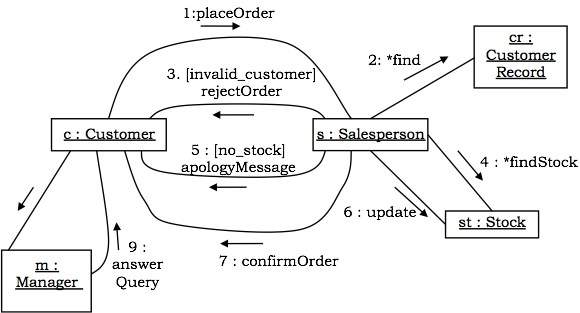 1:placeOrder
cr :
Customer
Record
2: *find
3. [invalid_customer]
rejectOrder
c : Customer
s : Salesperson
5 : [no_stock]
apologyMessage
4 : *findStock
6 : update
st : Stock
7 : confirmOrder
9 :
answer
Query
m :
Manager